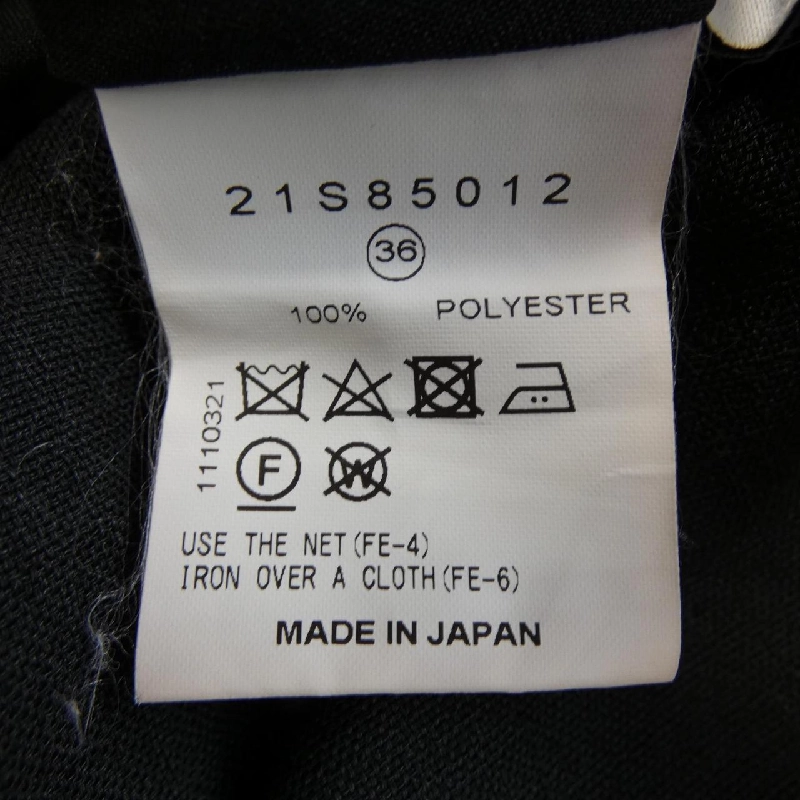 21S85012
36
100% POLYESTER
1110321
F
W
USE THE NET(FE-4)
IRON OVER A CLOTH(FE-6)
MADE IN JAPAN